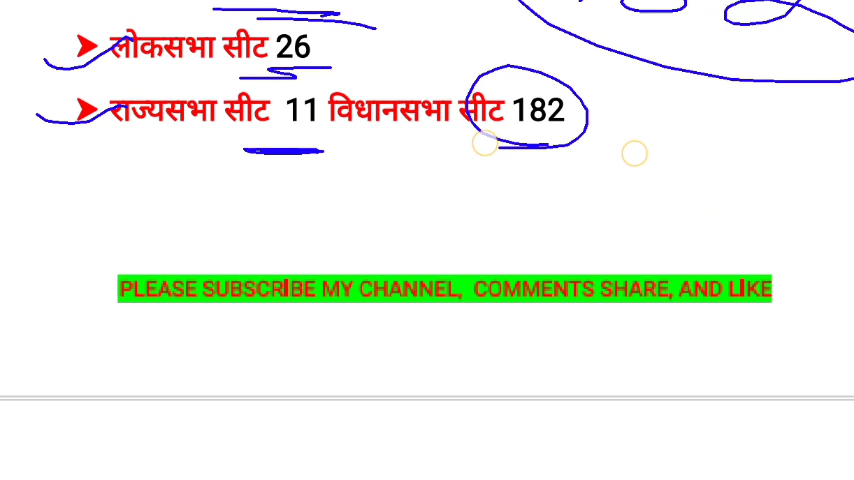 ➤ लोकसभा सीट 26
➤ राज्यसभा सीट 11 विधानसभा सीट 182
PLEASE SUBSCRIBE MY CHANNEL, COMMENTS SHARE, AND LIKE